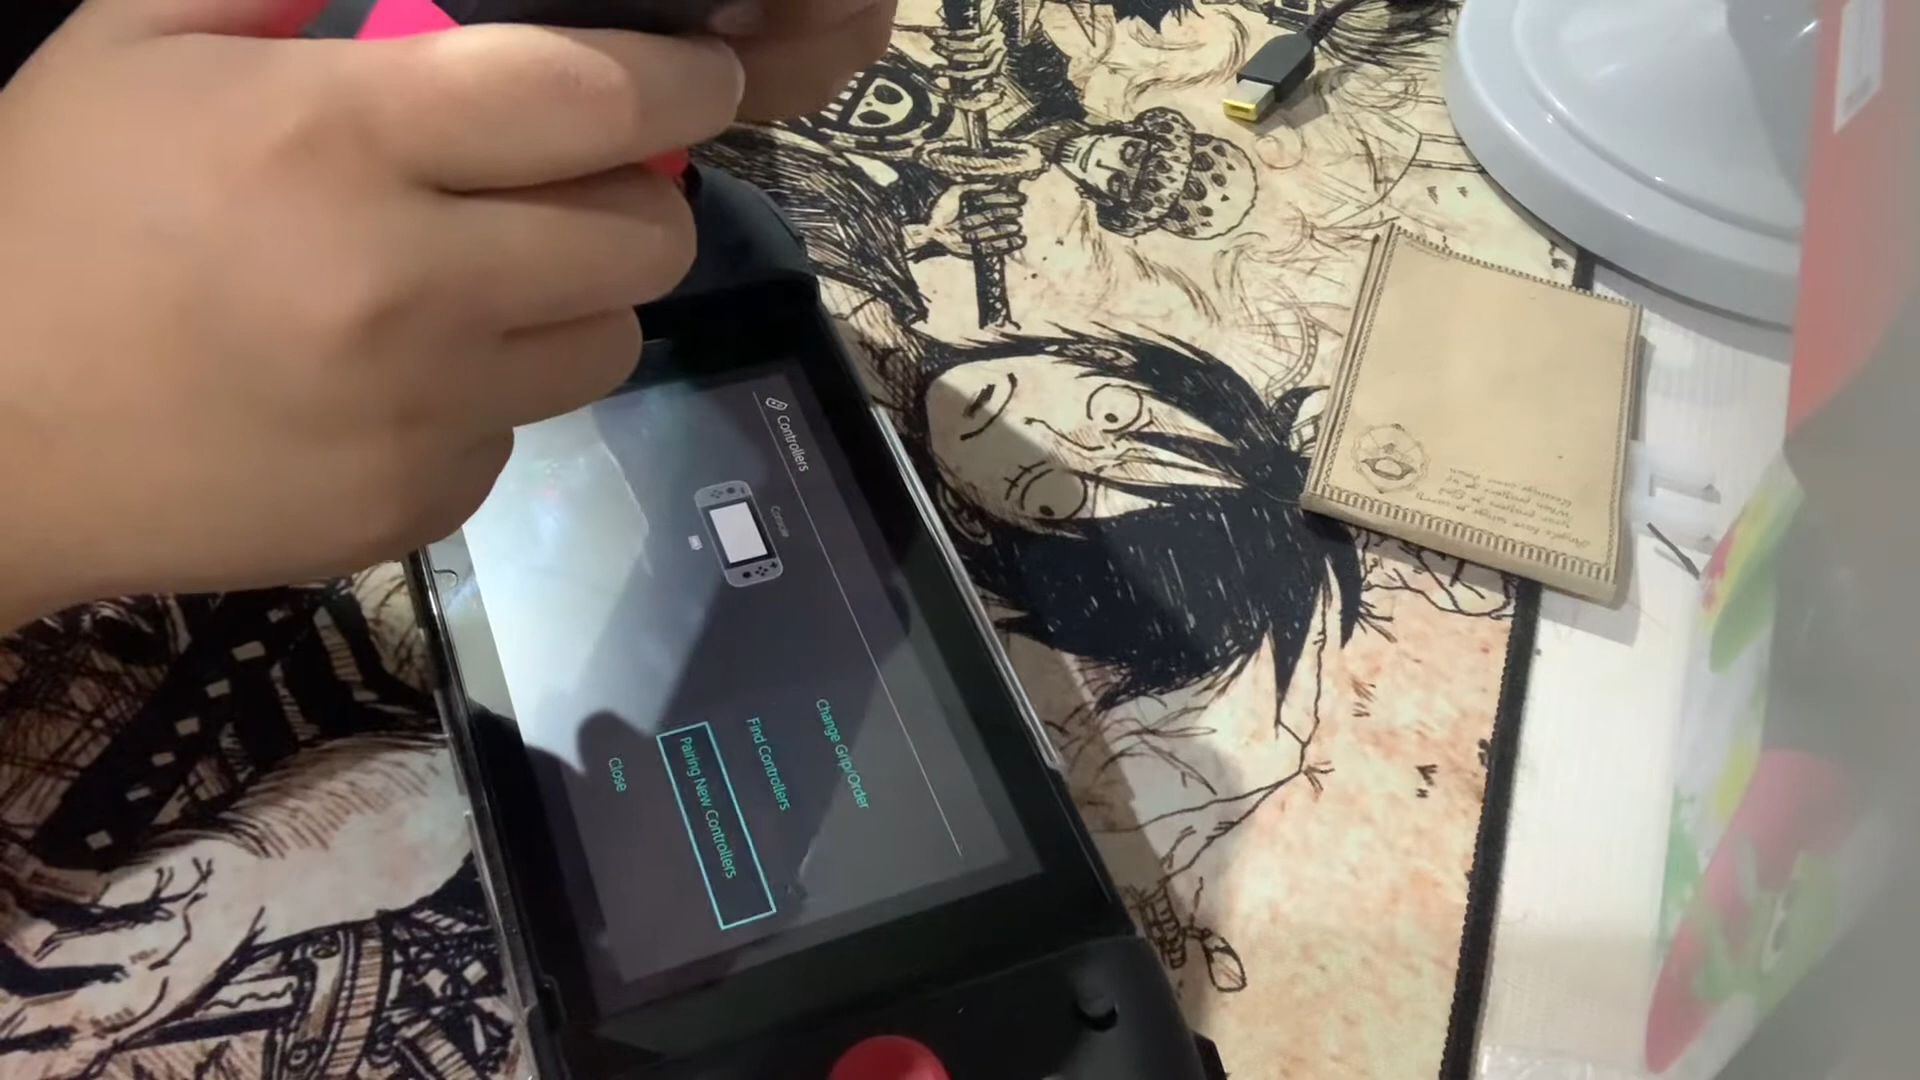 Controllers
Console
Change Grip/Order
Find Controllers
Pairing New Controllers
Close